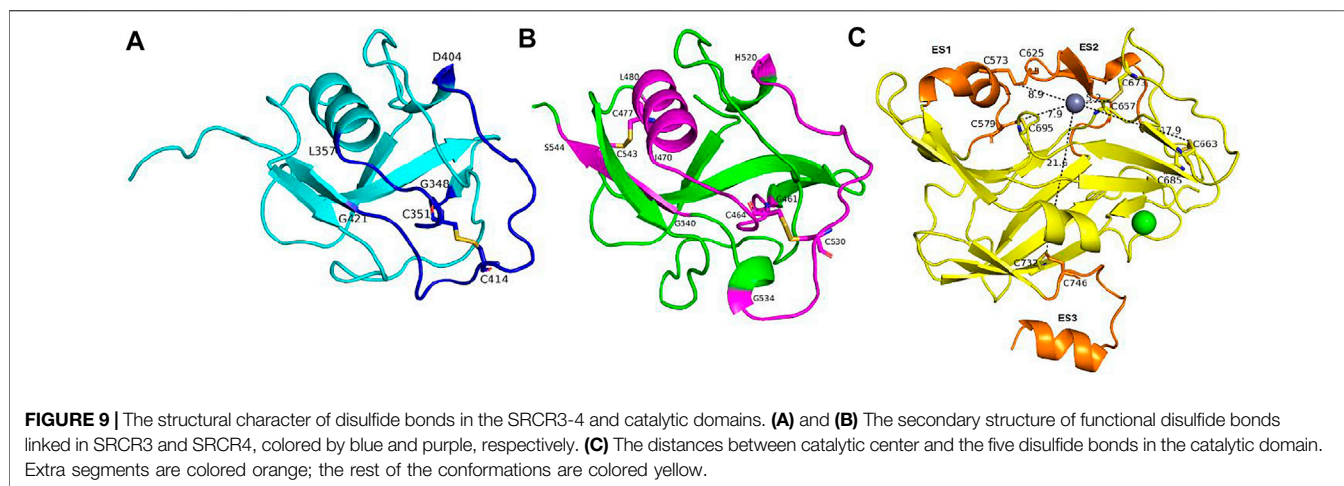 A
D404
L357
G348
C351
G421
C414
B
H520
L480
C477
S544
C543
I470
G461
C464
G540
C530
G534
C
ES1
C573
C625
ES2
C673
8.9
5.2
C657
C579
7.9
C695
17.9
C663
21.6
C685
C733
C746
ES3
FIGURE 9 | The structural character of disulfide bonds in the SRCR3-4 and catalytic domains. (A) and (B) The secondary structure of functional disulfide bonds
linked in SRCR3 and SRCR4, colored by blue and purple, respectively. (C) The distances between catalytic center and the five disulfide bonds in the catalytic domain.
Extra segments are colored orange; the rest of the conformations are colored yellow.